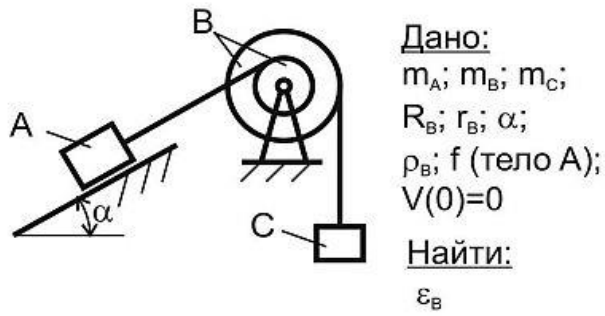 B
A
α
C
Дано:
m_A; m_B; m_C;
R_B; r_B; α;
ρ_B; f (тело A);
V(0)=0
Найти:
ε_B